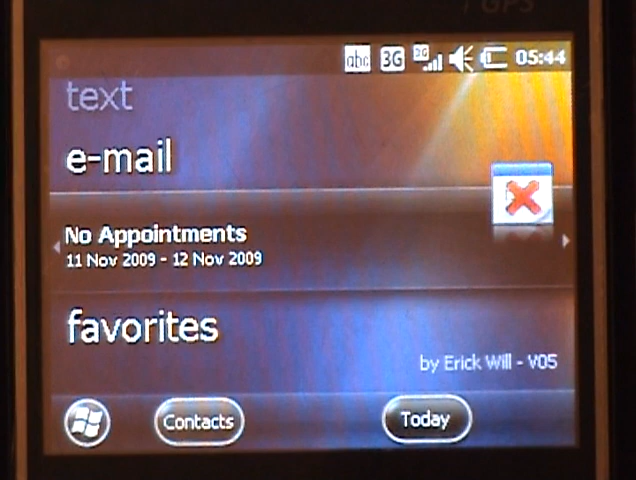 i GPS
abc 3G 3G 05:44
text
e-mail
No Appointments
11 Nov 2009 - 12 Nov 2009
favorites
by Erick Will - V05
Contacts Today